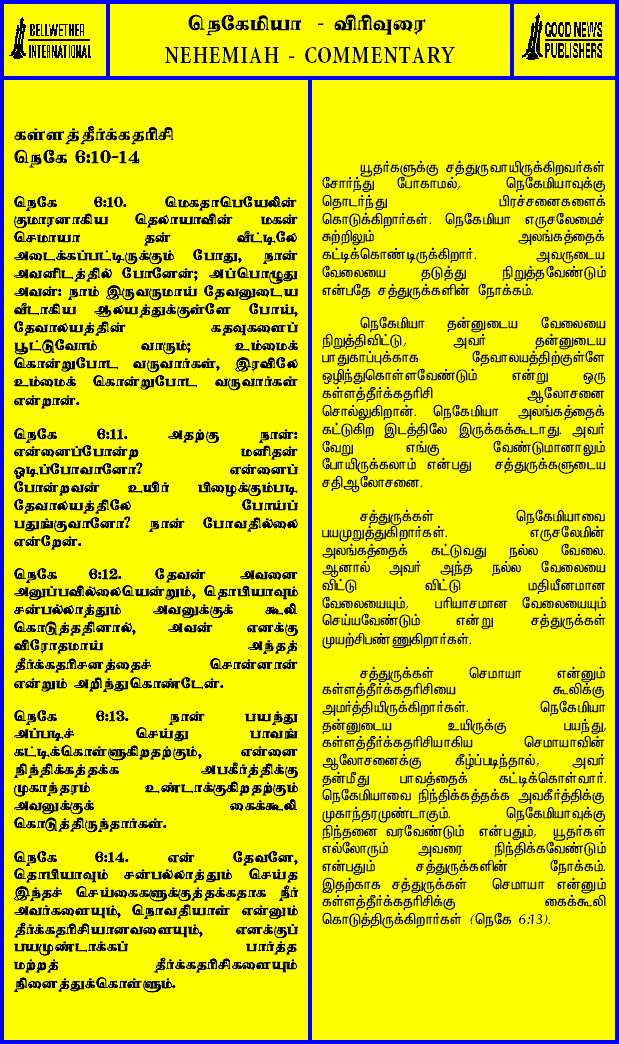 BELLWETHER
INTERNATIONAL
நெகேமியா - விரிவுரை
NEHEMIAH - COMMENTARY
GOOD NEWS
PUBLISHERS
கள்ளத்தீர்க்கதரிசி
நெகே 6:10-14
நெகே 6:10. மெகதாபெயேலின்
குமாரனாகிய தெலாயாவின் மகன்
செமாயா தன் வீட்டிலே
அடைக்கப்பட்டிருக்கும் போது, நான்
அவனிடத்தில் போனேன்; அப்பொழுது
அவன்: நாம் இருவருமாய் தேவனுடைய
வீடாகிய ஆலயத்துக்குள்ளே போய்,
தேவாலயத்தின் கதவுகளைப்
பூட்டுவோம் வாரும்; உம்மைக்
கொன்றுபோட வருவார்கள், இரவிலே
உம்மைக் கொன்றுபோட வருவார்கள்
என்றான்.
நெகே 6:11. அதற்கு நான்:
என்னைப்போன்ற மனிதன்
ஓடிப்போவானோ? என்னைப்
போன்றவன் உயிர் பிழைக்கும்படி
தேவாலயத்திலே போய்ப்
பதுங்குவானோ? நான் போவதில்லை
என்றேன்.
நெகே 6:12. தேவன் அவனை
அனுப்பவில்லையென்றும், தொபியாவும்
சன்பல்லாத்தும் அவனுக்குக் கூலி
கொடுத்ததினால், அவன் எனக்கு
விரோதமாய் அந்தத்
தீர்க்கதரிசனத்தைச் சொன்னான்
என்றும் அறிந்துகொண்டேன்.
நெகே 6:13. நான் பயந்து
அப்படிச் செய்து பாவங்
கட்டிக்கொள்ளுகிறதற்கும், என்னை
நிந்திக்கத்தக்க அபகீர்த்திக்கு
முகாந்தரம் உண்டாக்குகிறதற்கும்
அவனுக்குக் கைக்கூலி
கொடுத்திருந்தார்கள்.
நெகே 6:14. என் தேவனே,
தொபியாவும் சன்பல்லாத்தும் செய்த
இந்தச் செய்கைகளுக்குத்தக்கதாக நீர்
அவர்களையும், நொவதியாள் என்னும்
தீர்க்கதரிசியானவளையும், எனக்குப்
பயமுண்டாக்கப் பார்த்த
மற்றத் தீர்க்கதரிசிகளையும்
நினைத்துக்கொள்ளும்.
யூதர்களுக்கு சத்துருவாயிருக்கிறவர்கள்
சோர்ந்து போகாமல், நெகேமியாவுக்கு
தொடர்ந்து பிரச்சனைகளைக்
கொடுக்கிறார்கள். நெகேமியா எருசலேமைச்
சுற்றிலும் அலங்கத்தைக்
கட்டிக்கொண்டிருக்கிறார். அவருடைய
வேலையை தடுத்து நிறுத்தவேண்டும்
என்பதே சத்துருக்களின் நோக்கம்.
நெகேமியா தன்னுடைய வேலையை
நிறுத்திவிட்டு, அவர் தன்னுடைய
பாதுகாப்புக்காக தேவாலயத்திற்குள்ளே
ஒழிந்துகொள்ளவேண்டும் என்று ஒரு
கள்ளத்தீர்க்கதரிசி ஆலோசனை
சொல்லுகிறான். நெகேமியா அலங்கத்தைக்
கட்டுகிற இடத்திலே இருக்கக்கூடாது. அவர்
வேறு எங்கு வேண்டுமானாலும்
போயிருக்கலாம் என்பது சத்துருக்களுடைய
சதிஆலோசனை.
சத்துருக்கள் நெகேமியாவை
பயமுறுத்துகிறார்கள். எருசலேமின்
அலங்கத்தைக் கட்டுவது நல்ல வேலை.
ஆனால் அவர் அந்த நல்ல வேலையை
விட்டு விட்டு மதியீனமான
வேலையையும், பரியாசமான வேலையையும்
செய்யவேண்டும் என்று சத்துருக்கள்
முயற்சிபண்ணுகிறார்கள்.
சத்துருக்கள் செமாயா என்னும்
கள்ளத்தீர்க்கதரிசியை கூலிக்கு
அமர்த்தியிருக்கிறார்கள். நெகேமியா
தன்னுடைய உயிருக்கு பயந்து,
கள்ளத்தீர்க்கதரிசியாகிய செமாயாவின்
ஆலோசனைக்கு கீழ்ப்படிந்தால், அவர்
தன்மீது பாவத்தைக் கட்டிக்கொள்வார்.
நெகேமியாவை நிந்திக்கத்தக்க அவகீர்த்திக்கு
முகாந்தரமுண்டாகும். நெகேமியாவுக்கு
நிந்தனை வரவேண்டும் என்பதும், யூதர்கள்
எல்லோரும் அவரை நிந்திக்கவேண்டும்
என்பதும் சத்துருக்களின் நோக்கம்.
இதற்காக சத்துருக்கள் செமாயா என்னும்
கள்ளத்தீர்க்கதரிசிக்கு கைக்கூலி
கொடுத்திருக்கிறார்கள் (நெகே 6:13).